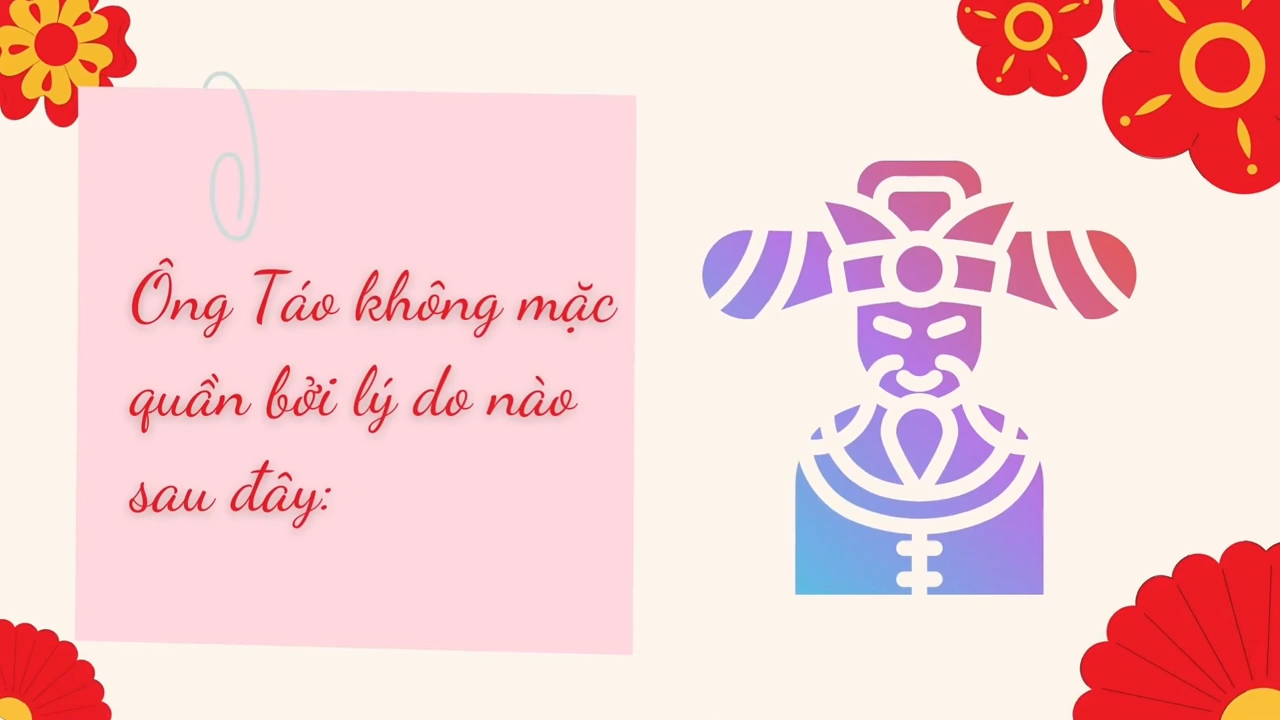 Ông Táo không mặc
quần bởi lý do nào
sau đây: